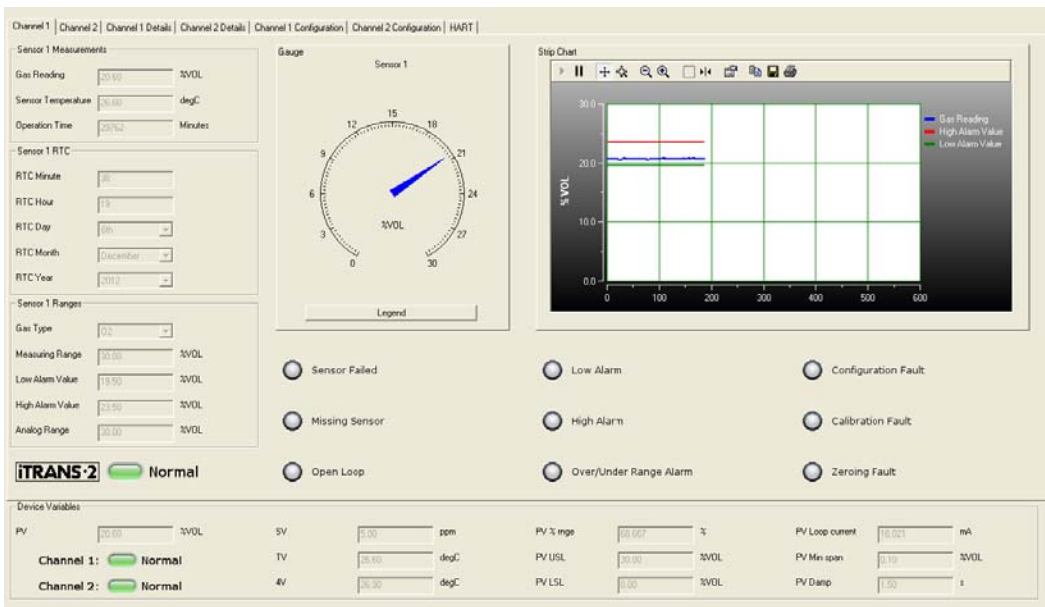 Channel 1 | Channel 2 | Channel 1 Details | Channel 2 Details | Channel 1 Configuration | Channel 2 Configuration | HART |
Sensor 1 Measurements
Gas Reading 20.60 %VOL
Sensor Temperature 26.60 degC
Operation Time 29762 Minutes
Sensor 1 RTC
RTC Minute 38
RTC Hour 19
RTC Day 6th
RTC Month December
RTC Year 2012
Sensor 1 Ranges
Gas Type O2
Measuring Range 30.00 %VOL
Low Alarm Value 19.50 %VOL
High Alarm Value 23.50 %VOL
Analog Range 30.00 %VOL
iTRANS·2 Normal
Gauge
Sensor 1
0 3 6 9 12 15 18 21 24 27 30
%VOL
Legend
Strip Chart
%VOL
30.0
20.0
10.0
0.0
0 100 200 300 400 500 600
Gas Reading
High Alarm Value
Low Alarm Value
Sensor Failed
Low Alarm
Configuration Fault
Missing Sensor
High Alarm
Calibration Fault
Open Loop
Over/Under Range Alarm
Zeroing Fault
Device Variables
PV 20.60 %VOL
SV 5.00 ppm
PV % rnge 68.667 %
PV Loop current 16.021 mA
Channel 1: Normal
TV 26.60 degC
PV USL 30.00 %VOL
PV Min span 0.10 %VOL
Channel 2: Normal
4V 26.90 degC
PV LSL 0.00 %VOL
PV Damp 1.50 s